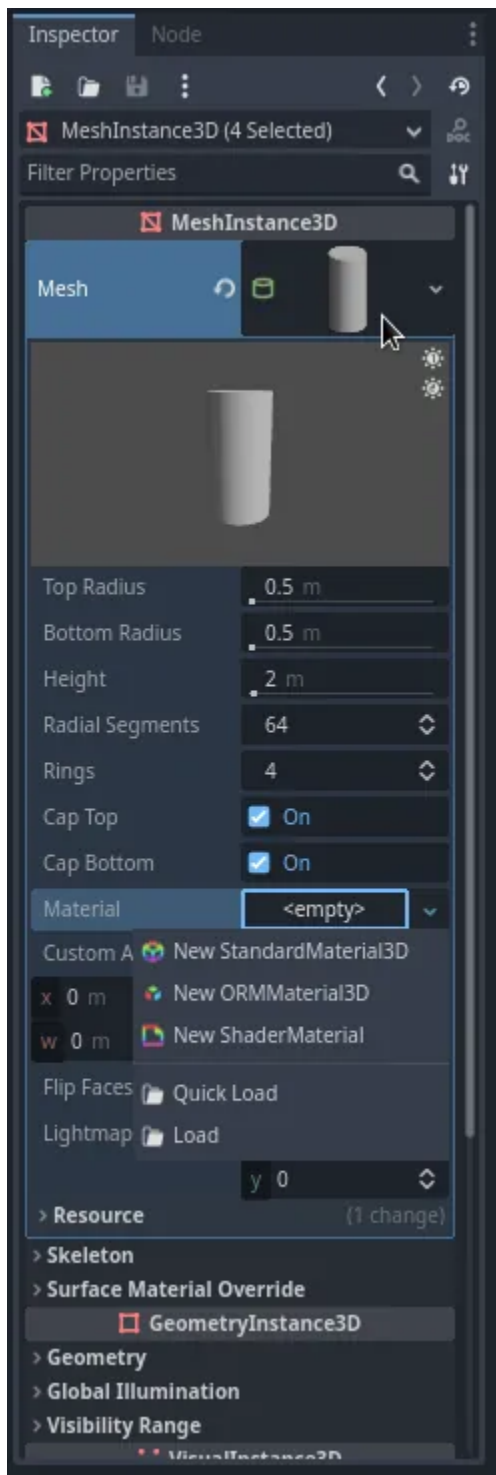 Inspector Node
DOC
MeshInstance3D (4 Selected)
Filter Properties
MeshInstance3D
Mesh
Top Radius 0.5 m
Bottom Radius 0.5 m
Height 2 m
Radial Segments 64
Rings 4
Cap Top On
Cap Bottom On
Material <empty>
Custom A
New StandardMaterial3D
x 0 m
New ORMMaterial3D
w 0 m
New ShaderMaterial
Flip Faces
Quick Load
Lightmap
Load
y 0
Resource (1 change)
Skeleton
Surface Material Override
GeometryInstance3D
Geometry
Global Illumination
Visibility Range
VisualInstance3D